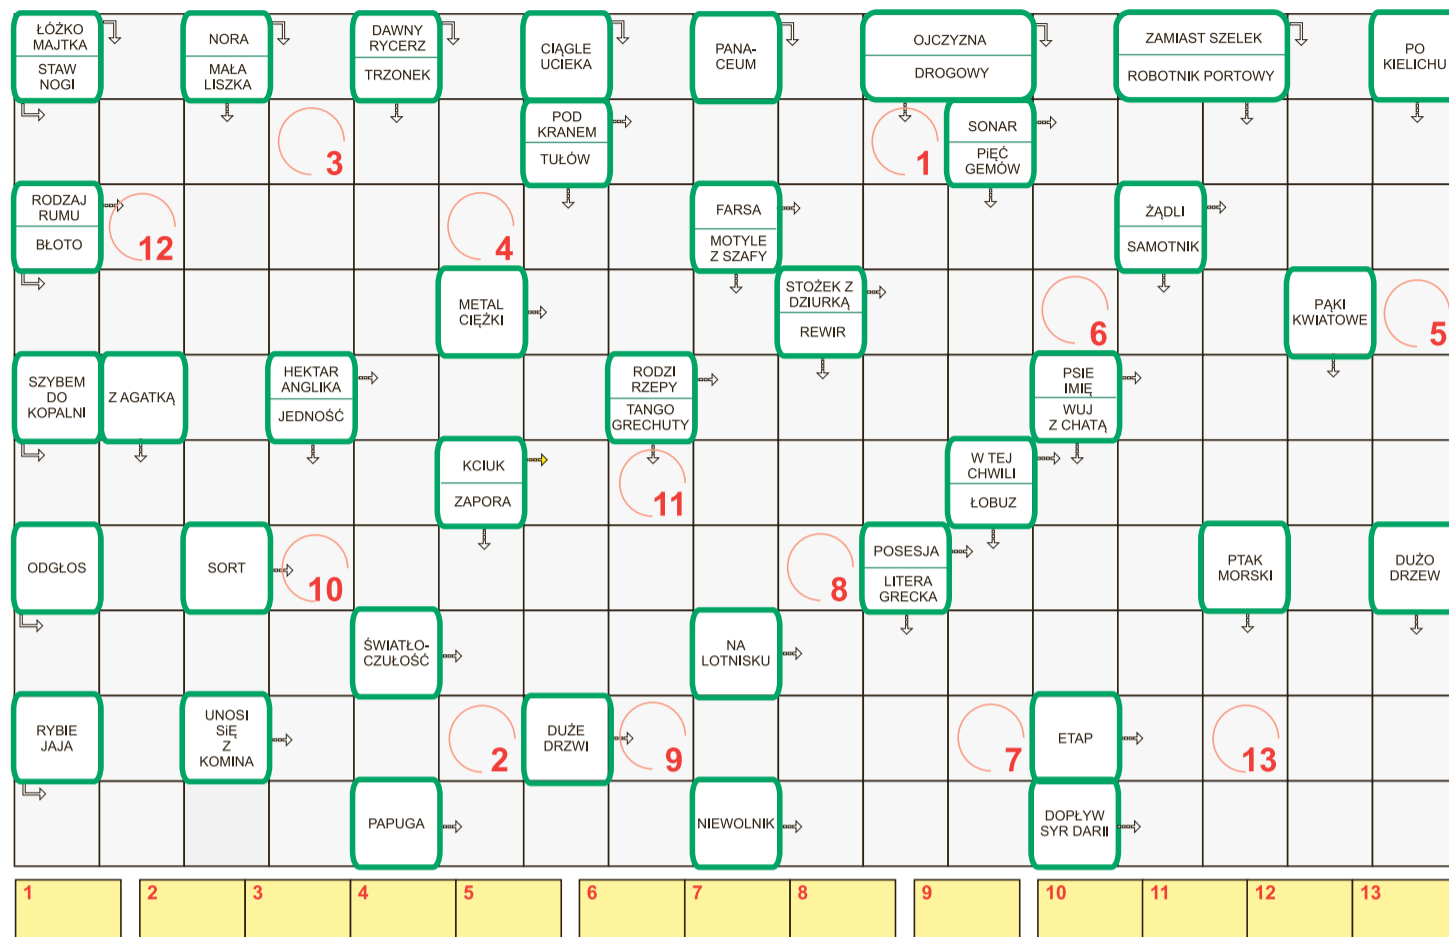 ŁÓŻKO
MAJTKA
STAW
NOGI
NORA
MAŁA
LISZKA
DAWNY
RYCERZ
TRZONEK
CIĄGLE
UCIEKA
PANA-
CEUM
OJCZYZNA
DROGOWY
ZAMIAST SZELEK
ROBOTNIK PORTOWY
PO
KIELICHU
3
POD
KRANEM
TUŁÓW
1
SONAR
PiĘĆ
GEMÓW
RODZAJ
RUMU
BŁOTO
12
4
FARSA
MOTYLE
Z SZAFY
ŻĄDLI
SAMOTNIK
METAL
CIĘŻKI
STOŻEK Z
DZIURKĄ
REWIR
6
PĄKI
KWIATOWE
5
SZYBEM
DO
KOPALNI
Z AGATKĄ
HEKTAR
ANGLIKA
JEDNOŚĆ
RODZI
RZEPY
TANGO
GRECHUTY
PSIE
IMIĘ
WUJ
Z CHATĄ
KCIUK
ZAPORA
11
W TEJ
CHWILI
ŁOBUZ
ODGŁOS
SORT
10
8
POSESJA
LITERA
GRECKA
PTAK
MORSKI
DUŻO
DRZEW
ŚWIATŁO-
CZUŁOŚĆ
NA
LOTNISKU
RYBIE
JAJA
UNOSI
SiĘ
Z
KOMINA
2
DUŻE
DRZWI
9
7
ETAP
13
PAPUGA
NIEWOLNIK
DOPŁYW
SYR DARII
1 2 3 4 5 6 7 8 9 10 11 12 13